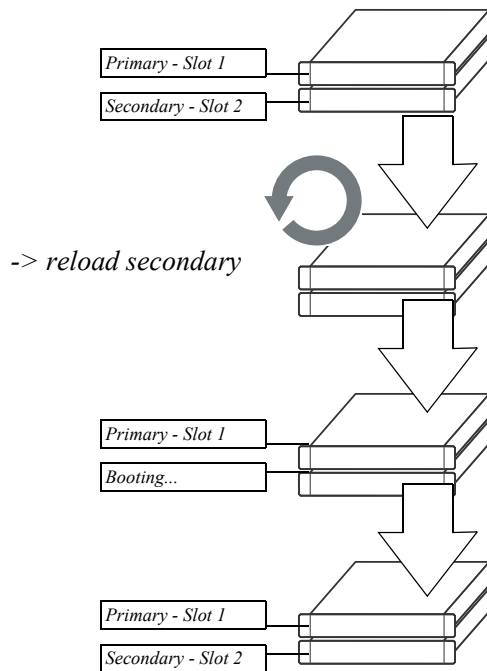 Primary - Slot 1
Secondary - Slot 2
-> reload secondary
Primary - Slot 1
Booting...
Primary - Slot 1
Secondary - Slot 2